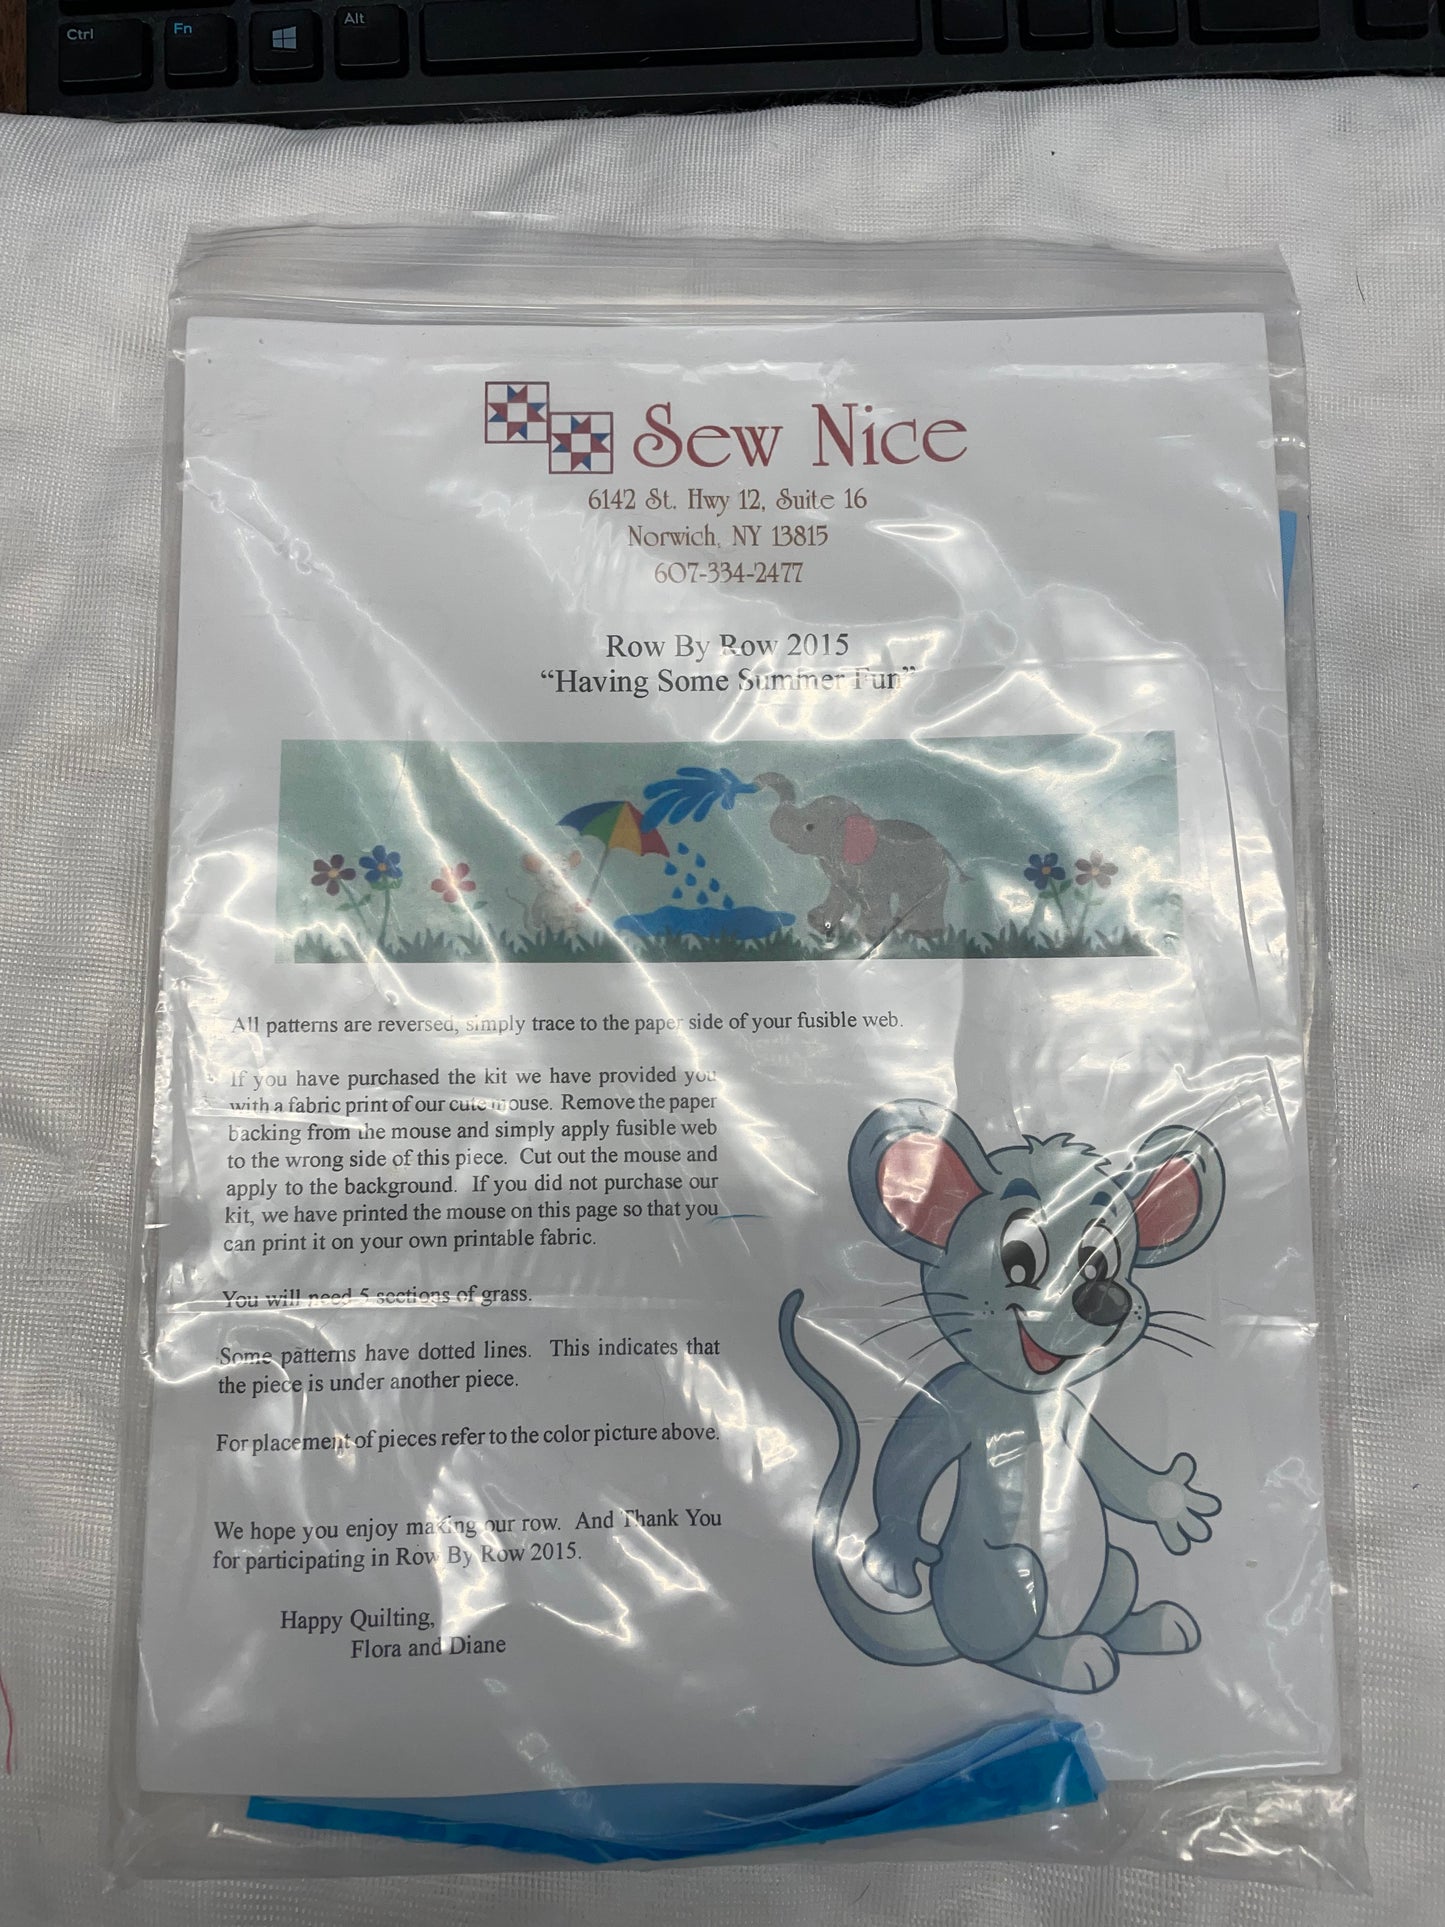 Ctrl
Fn
Alt
Sew Nice
6142 St. Hwy 12, Suite 16
Norwich, NY 13815
607-334-2477
Row By Row 2015
“Having Some Summer Fun”
All patterns are reversed, simply trace to the paper side of your fusible web.
If you have purchased the kit we have provided you
with a fabric print of our cute mouse. Remove the paper
backing from the mouse and simply apply fusible web
to the wrong side of this piece. Cut out the mouse and
apply to the background. If you did not purchase our
kit, we have printed the mouse on this page so that you
can print it on your own printable fabric.
You will need 5 sections of grass.
Some patterns have dotted lines. This indicates that
the piece is under another piece.
For placement of pieces refer to the color picture above.
We hope you enjoy making our row. And Thank You
for participating in Row By Row 2015.
Happy Quilting,
Flora and Diane